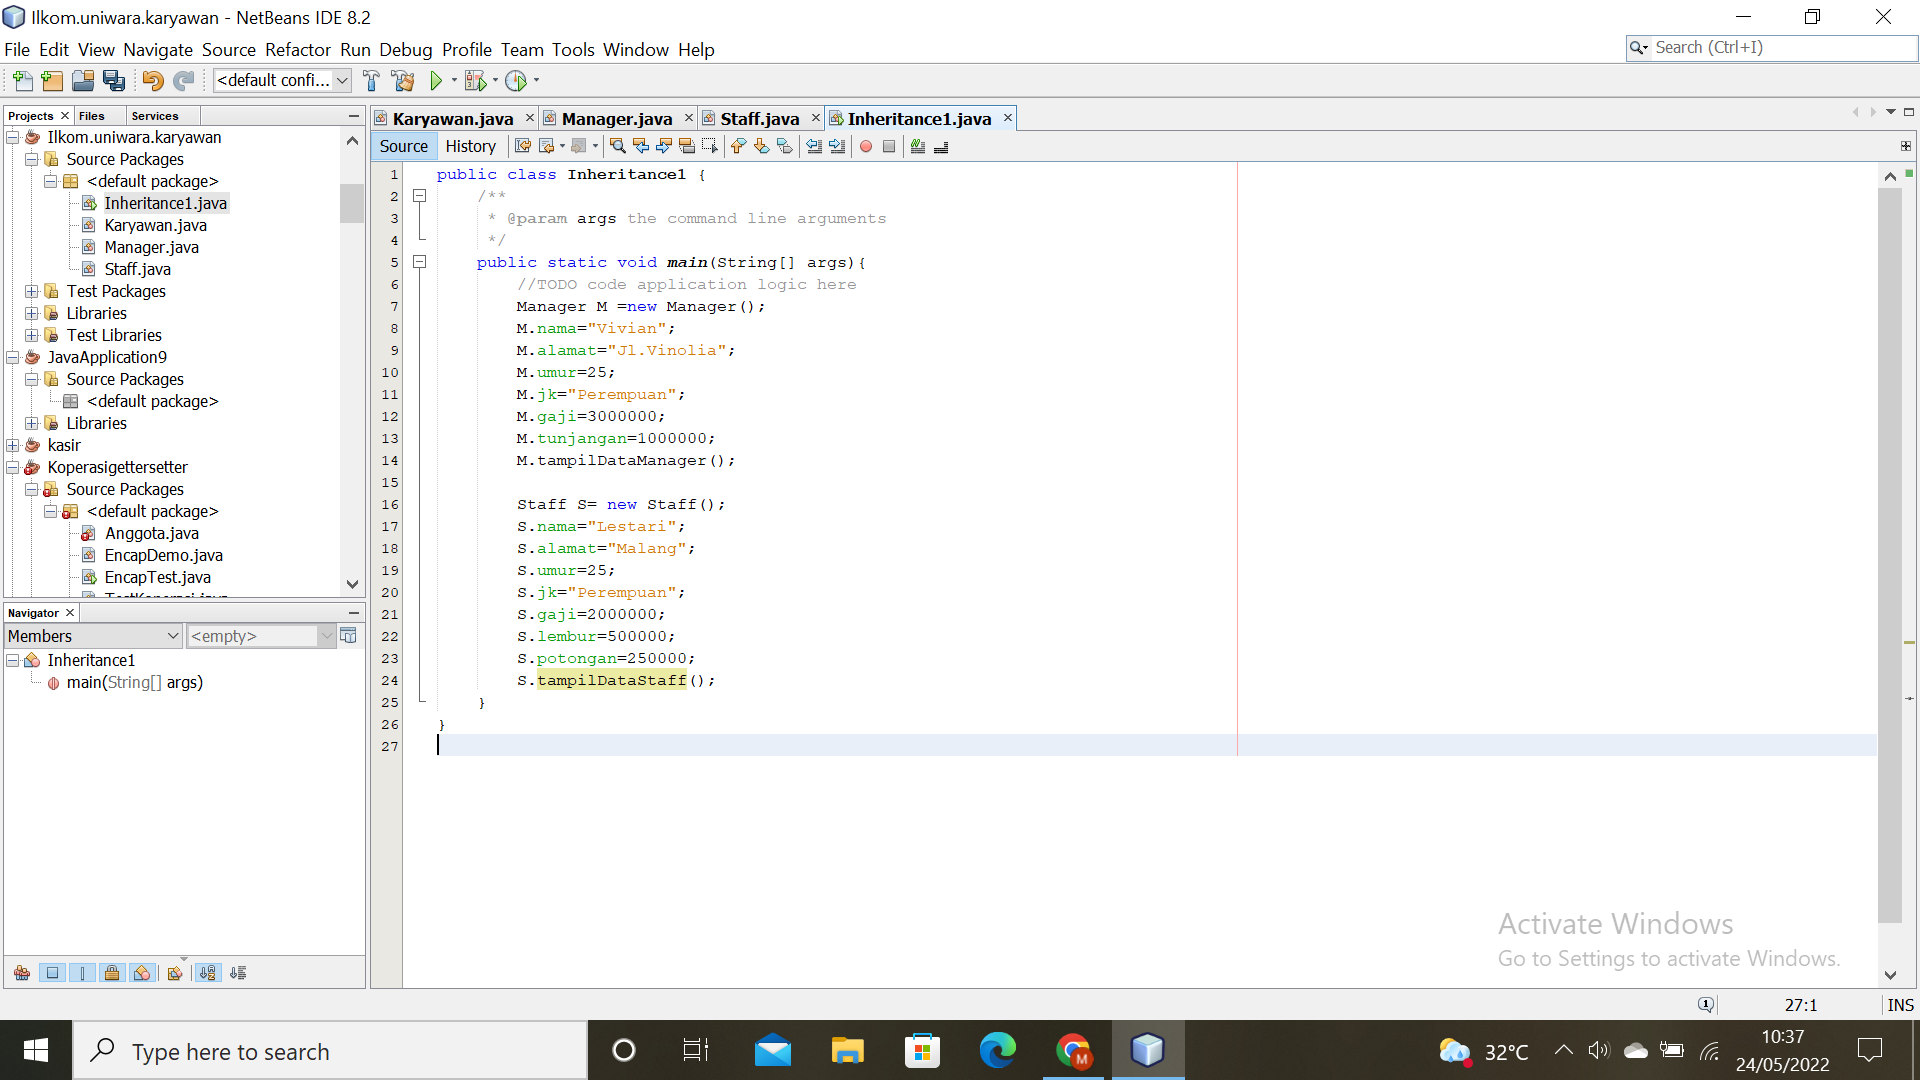 Ilkom.uniwara.karyawan - NetBeans IDE 8.2
File Edit View Navigate Source Refactor Run Debug Profile Team Tools Window Help
Search (Ctrl+I)
<default confi...
Projects Files Services
Ilkom.uniwara.karyawan
Source Packages
<default package>
Inheritance1.java
Karyawan.java
Manager.java
Staff.java
Test Packages
Libraries
Test Libraries
JavaApplication9
Source Packages
<default package>
Libraries
kasir
Koperasigettersetter
Source Packages
<default package>
Anggota.java
EncapDemo.java
EncapTest.java
Navigator
Members <empty>
Inheritance1
main(String[] args)
Karyawan.java Manager.java Staff.java Inheritance1.java
Source History
1 public class Inheritance1 {
2 /**
3 * @param args the command line arguments
4 */
5 public static void main(String[] args){
6 //TODO code application logic here
7 Manager M =new Manager();
8 M.nama="Vivian";
9 M.alamat="Jl.Vinolia";
10 M.umur=25;
11 M.jk="Perempuan";
12 M.gaji=3000000;
13 M.tunjangan=1000000;
14 M.tampilDataManager();
15
16 Staff S= new Staff();
17 S.nama="Lestari";
18 S.alamat="Malang";
19 S.umur=25;
20 S.jk="Perempuan";
21 S.gaji=2000000;
22 S.lembur=500000;
23 S.potongan=250000;
24 S.tampilDataStaff();
25 }
26 }
27
Activate Windows
Go to Settings to activate Windows.
27:1 INS
Type here to search
M
32°C
10:37
24/05/2022